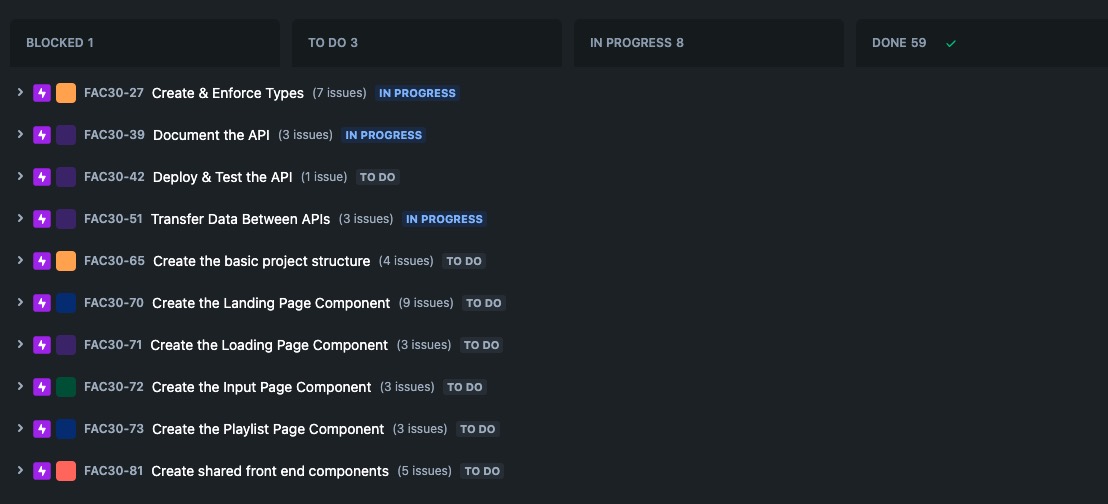 BLOCKED 1 TO DO 3 IN PROGRESS 8 DONE 59
FAC30-27 Create & Enforce Types (7 issues) IN PROGRESS
FAC30-39 Document the API (3 issues) IN PROGRESS
FAC30-42 Deploy & Test the API (1 issue) TO DO
FAC30-51 Transfer Data Between APIs (3 issues) IN PROGRESS
FAC30-65 Create the basic project structure (4 issues) TO DO
FAC30-70 Create the Landing Page Component (9 issues) TO DO
FAC30-71 Create the Loading Page Component (3 issues) TO DO
FAC30-72 Create the Input Page Component (3 issues) TO DO
FAC30-73 Create the Playlist Page Component (3 issues) TO DO
FAC30-81 Create shared front end components (5 issues) TO DO